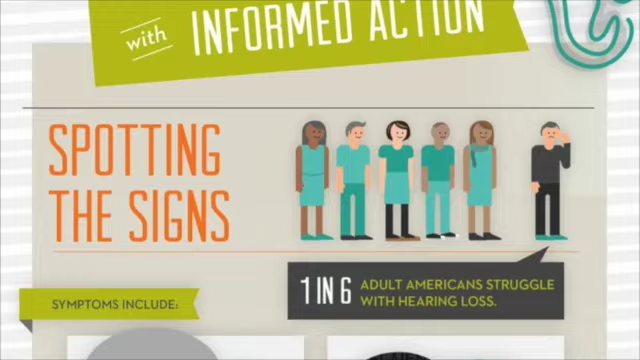 with INFORMED ACTION
SPOTTING
THE SIGNS
1 IN 6 ADULT AMERICANS STRUGGLE
WITH HEARING LOSS.
SYMPTOMS INCLUDE: